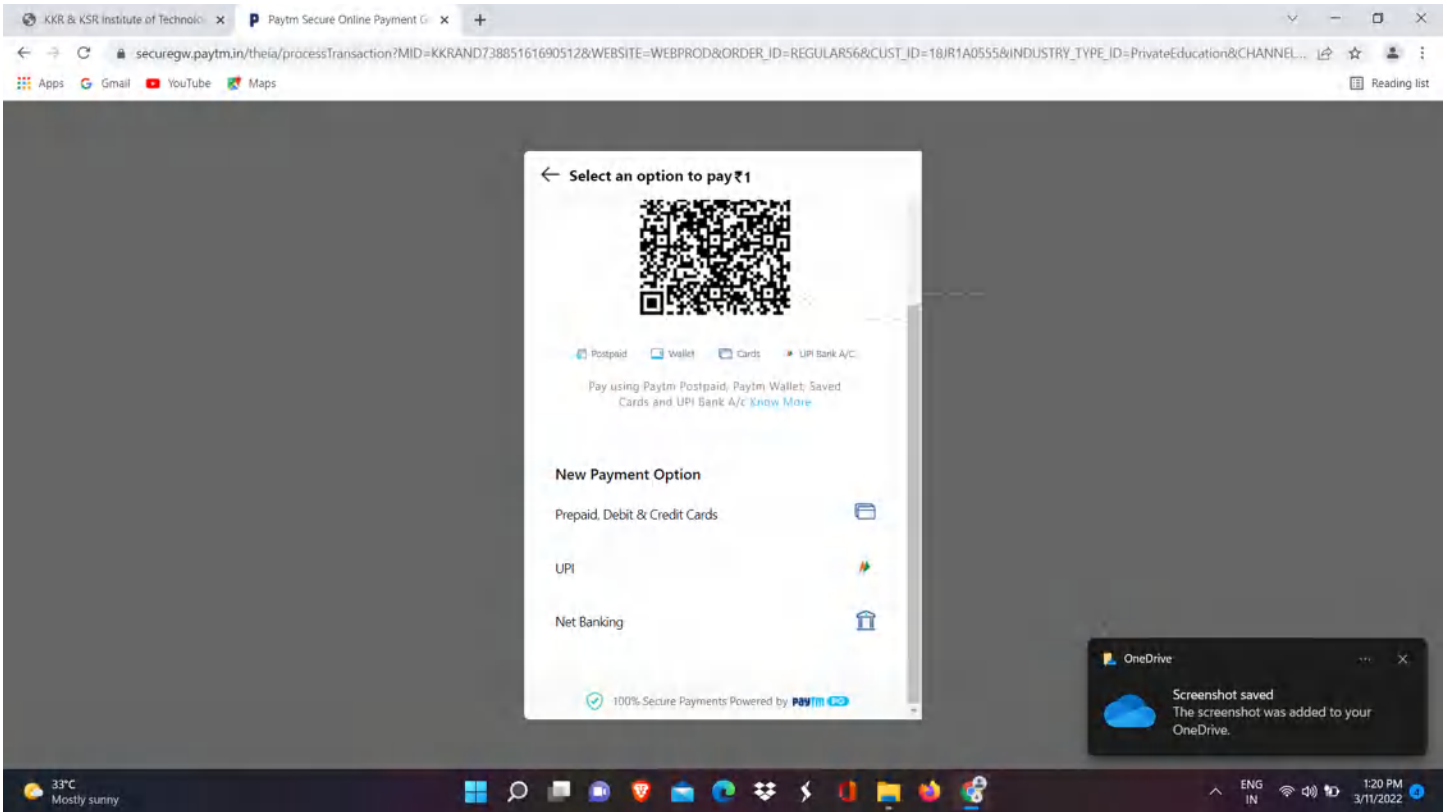 KKR & KSR Institute of Technolo
Paytm Secure Online Payment G
securegw.paytm.in/theia/processTransaction?MID=KKRAND73885161690512&WEBSITE=WEBPROD&ORDER_ID=REGULAR56&CUST_ID=18JR1A0555&INDUSTRY_TYPE_ID=PrivateEducation&CHANNEL...
Apps Gmail YouTube Maps Reading list
Select an option to pay ₹1
Postpaid Wallet Cards UPI Bank A/C
Pay using Paytm Postpaid, Paytm Wallet, Saved
Cards and UPI Bank A/c Know More
New Payment Option
Prepaid, Debit & Credit Cards
UPI
Net Banking
100% Secure Payments Powered by paytm PG
OneDrive
Screenshot saved
The screenshot was added to your
OneDrive.
33°C
Mostly sunny
ENG
IN
1:20 PM
3/11/2022
4